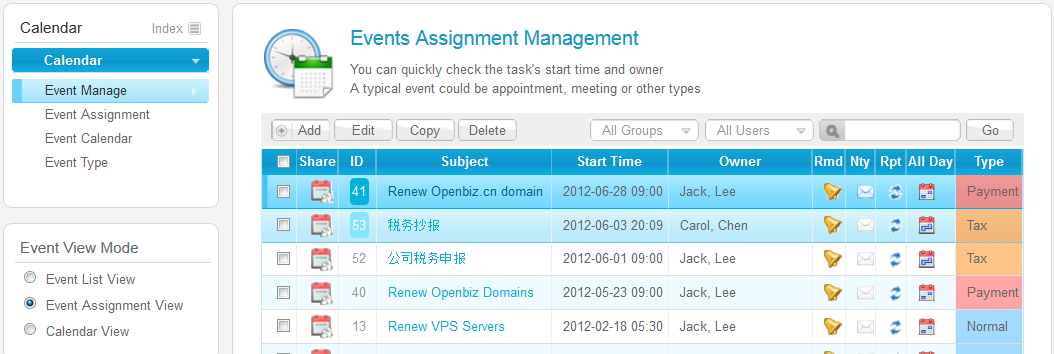 Calendar
Index
Calendar
Event Manage
Event Assignment
Event Calendar
Event Type
Event View Mode
Event List View
Event Assignment View
Calendar View
Events Assignment Management
You can quickly check the task's start time and owner
A typical event could be appointment, meeting or other types
Add Edit Copy Delete All Groups All Users Go
Share ID Subject Start Time Owner Rmd Nty Rpt All Day Type
41 Renew Openbiz.cn domain 2012-06-28 09:00 Jack, Lee Payment
53 税务抄报 2012-06-03 20:09 Carol, Chen Tax
52 公司税务申报 2012-06-01 09:00 Jack, Lee Tax
40 Renew Openbiz Domains 2012-05-23 09:00 Jack, Lee Payment
13 Renew VPS Servers 2012-02-18 05:30 Jack, Lee Normal